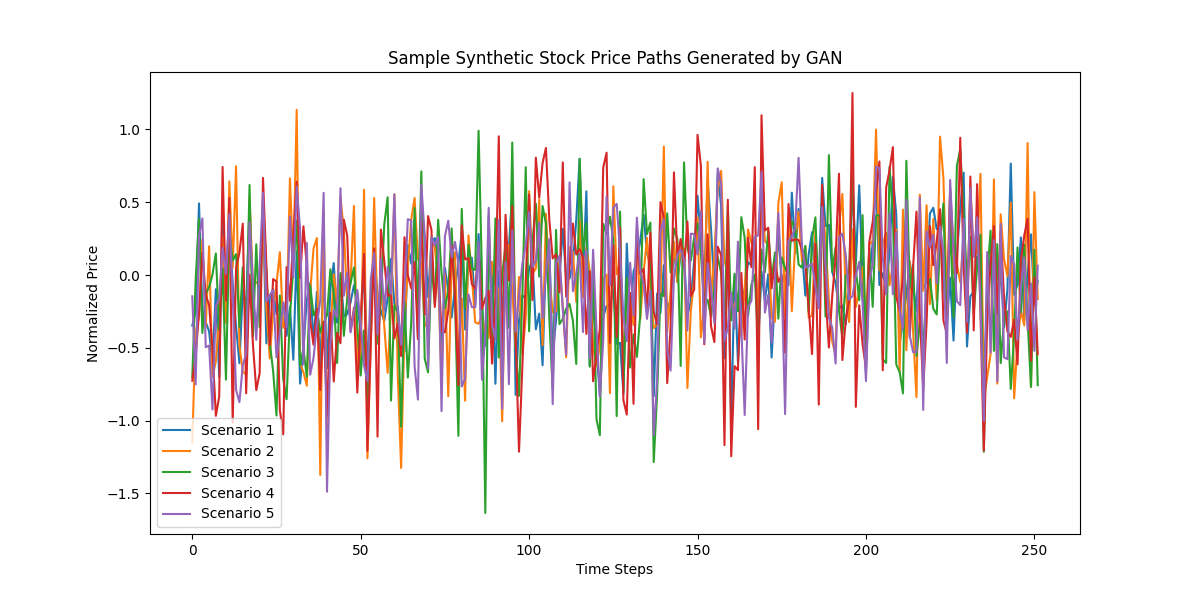 Sample Synthetic Stock Price Paths Generated by GAN
Normalized Price
1.0
0.5
0.0
−0.5
−1.0
−1.5
Scenario 1
Scenario 2
Scenario 3
Scenario 4
Scenario 5
0 50 100 150 200 250
Time Steps